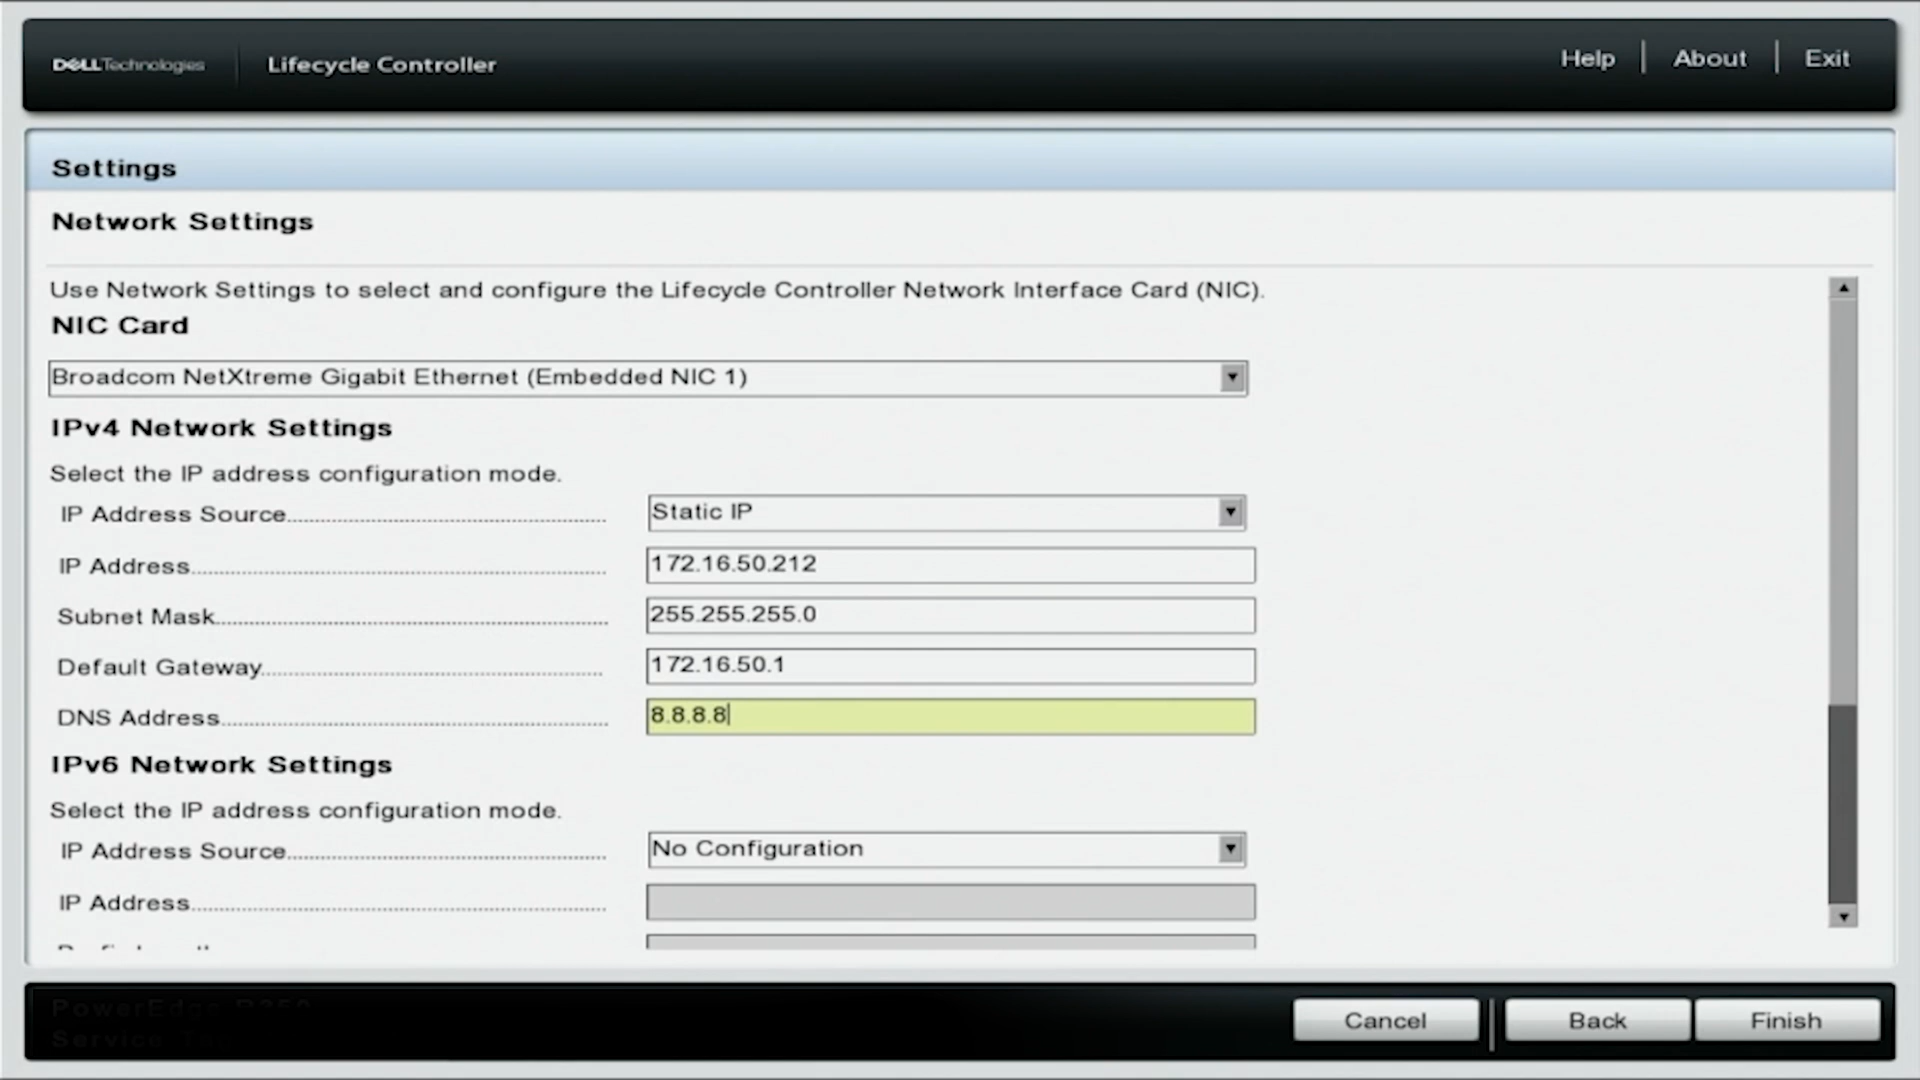 DELLTechnologies
Lifecycle Controller
Help
About
Exit
Settings
Network Settings
Use Network Settings to select and configure the Lifecycle Controller Network Interface Card (NIC).
NIC Card
Broadcom NetXtreme Gigabit Ethernet (Embedded NIC 1)
IPv4 Network Settings
Select the IP address configuration mode.
IP Address Source Static IP
IP Address 172.16.50.212
Subnet Mask 255.255.255.0
Default Gateway 172.16.50.1
DNS Address 8.8.8.8
IPv6 Network Settings
Select the IP address configuration mode.
IP Address Source No Configuration
IP Address
PowerEdge
Service
Cancel
Back
Finish